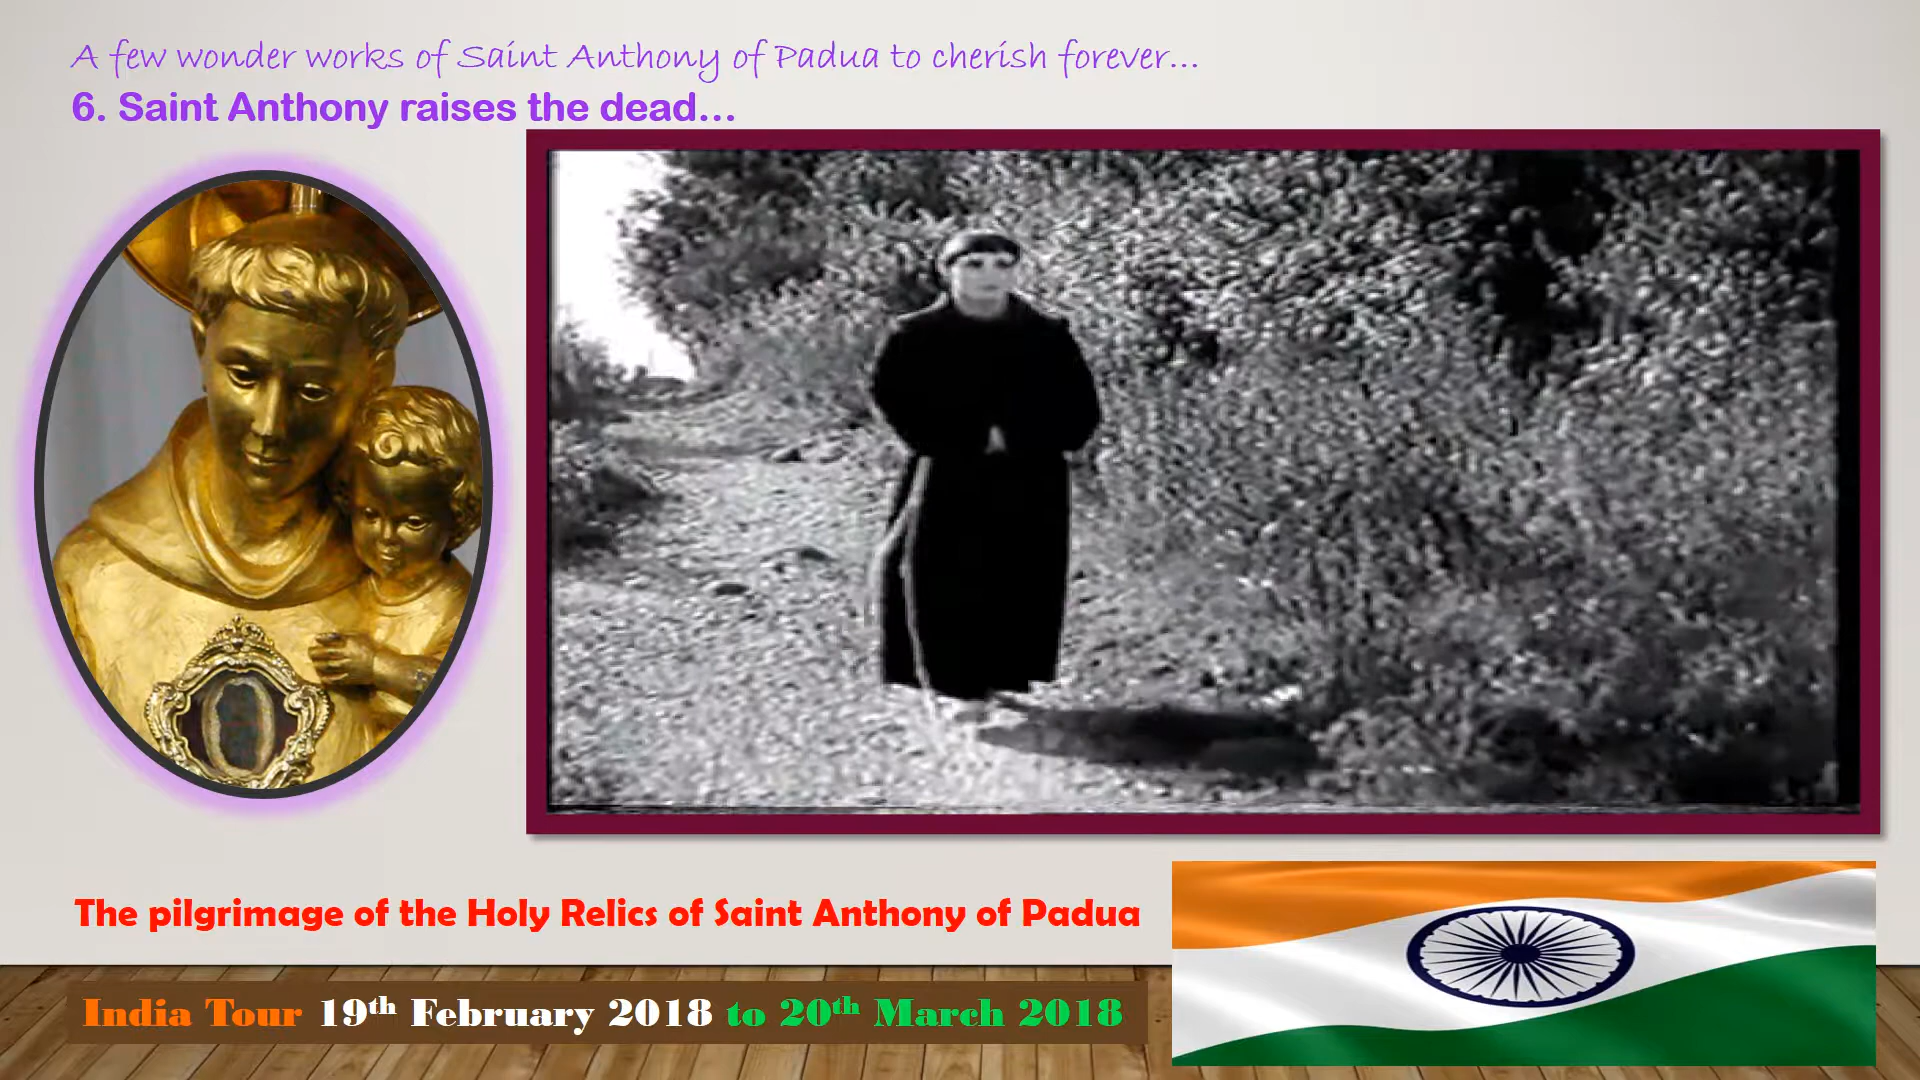 A few wonder works of Saint Anthony of Padua to cherish forever...
6. Saint Anthony raises the dead...
The pilgrimage of the Holy Relics of Saint Anthony of Padua
India Tour 19th February 2018 to 20th March 2018